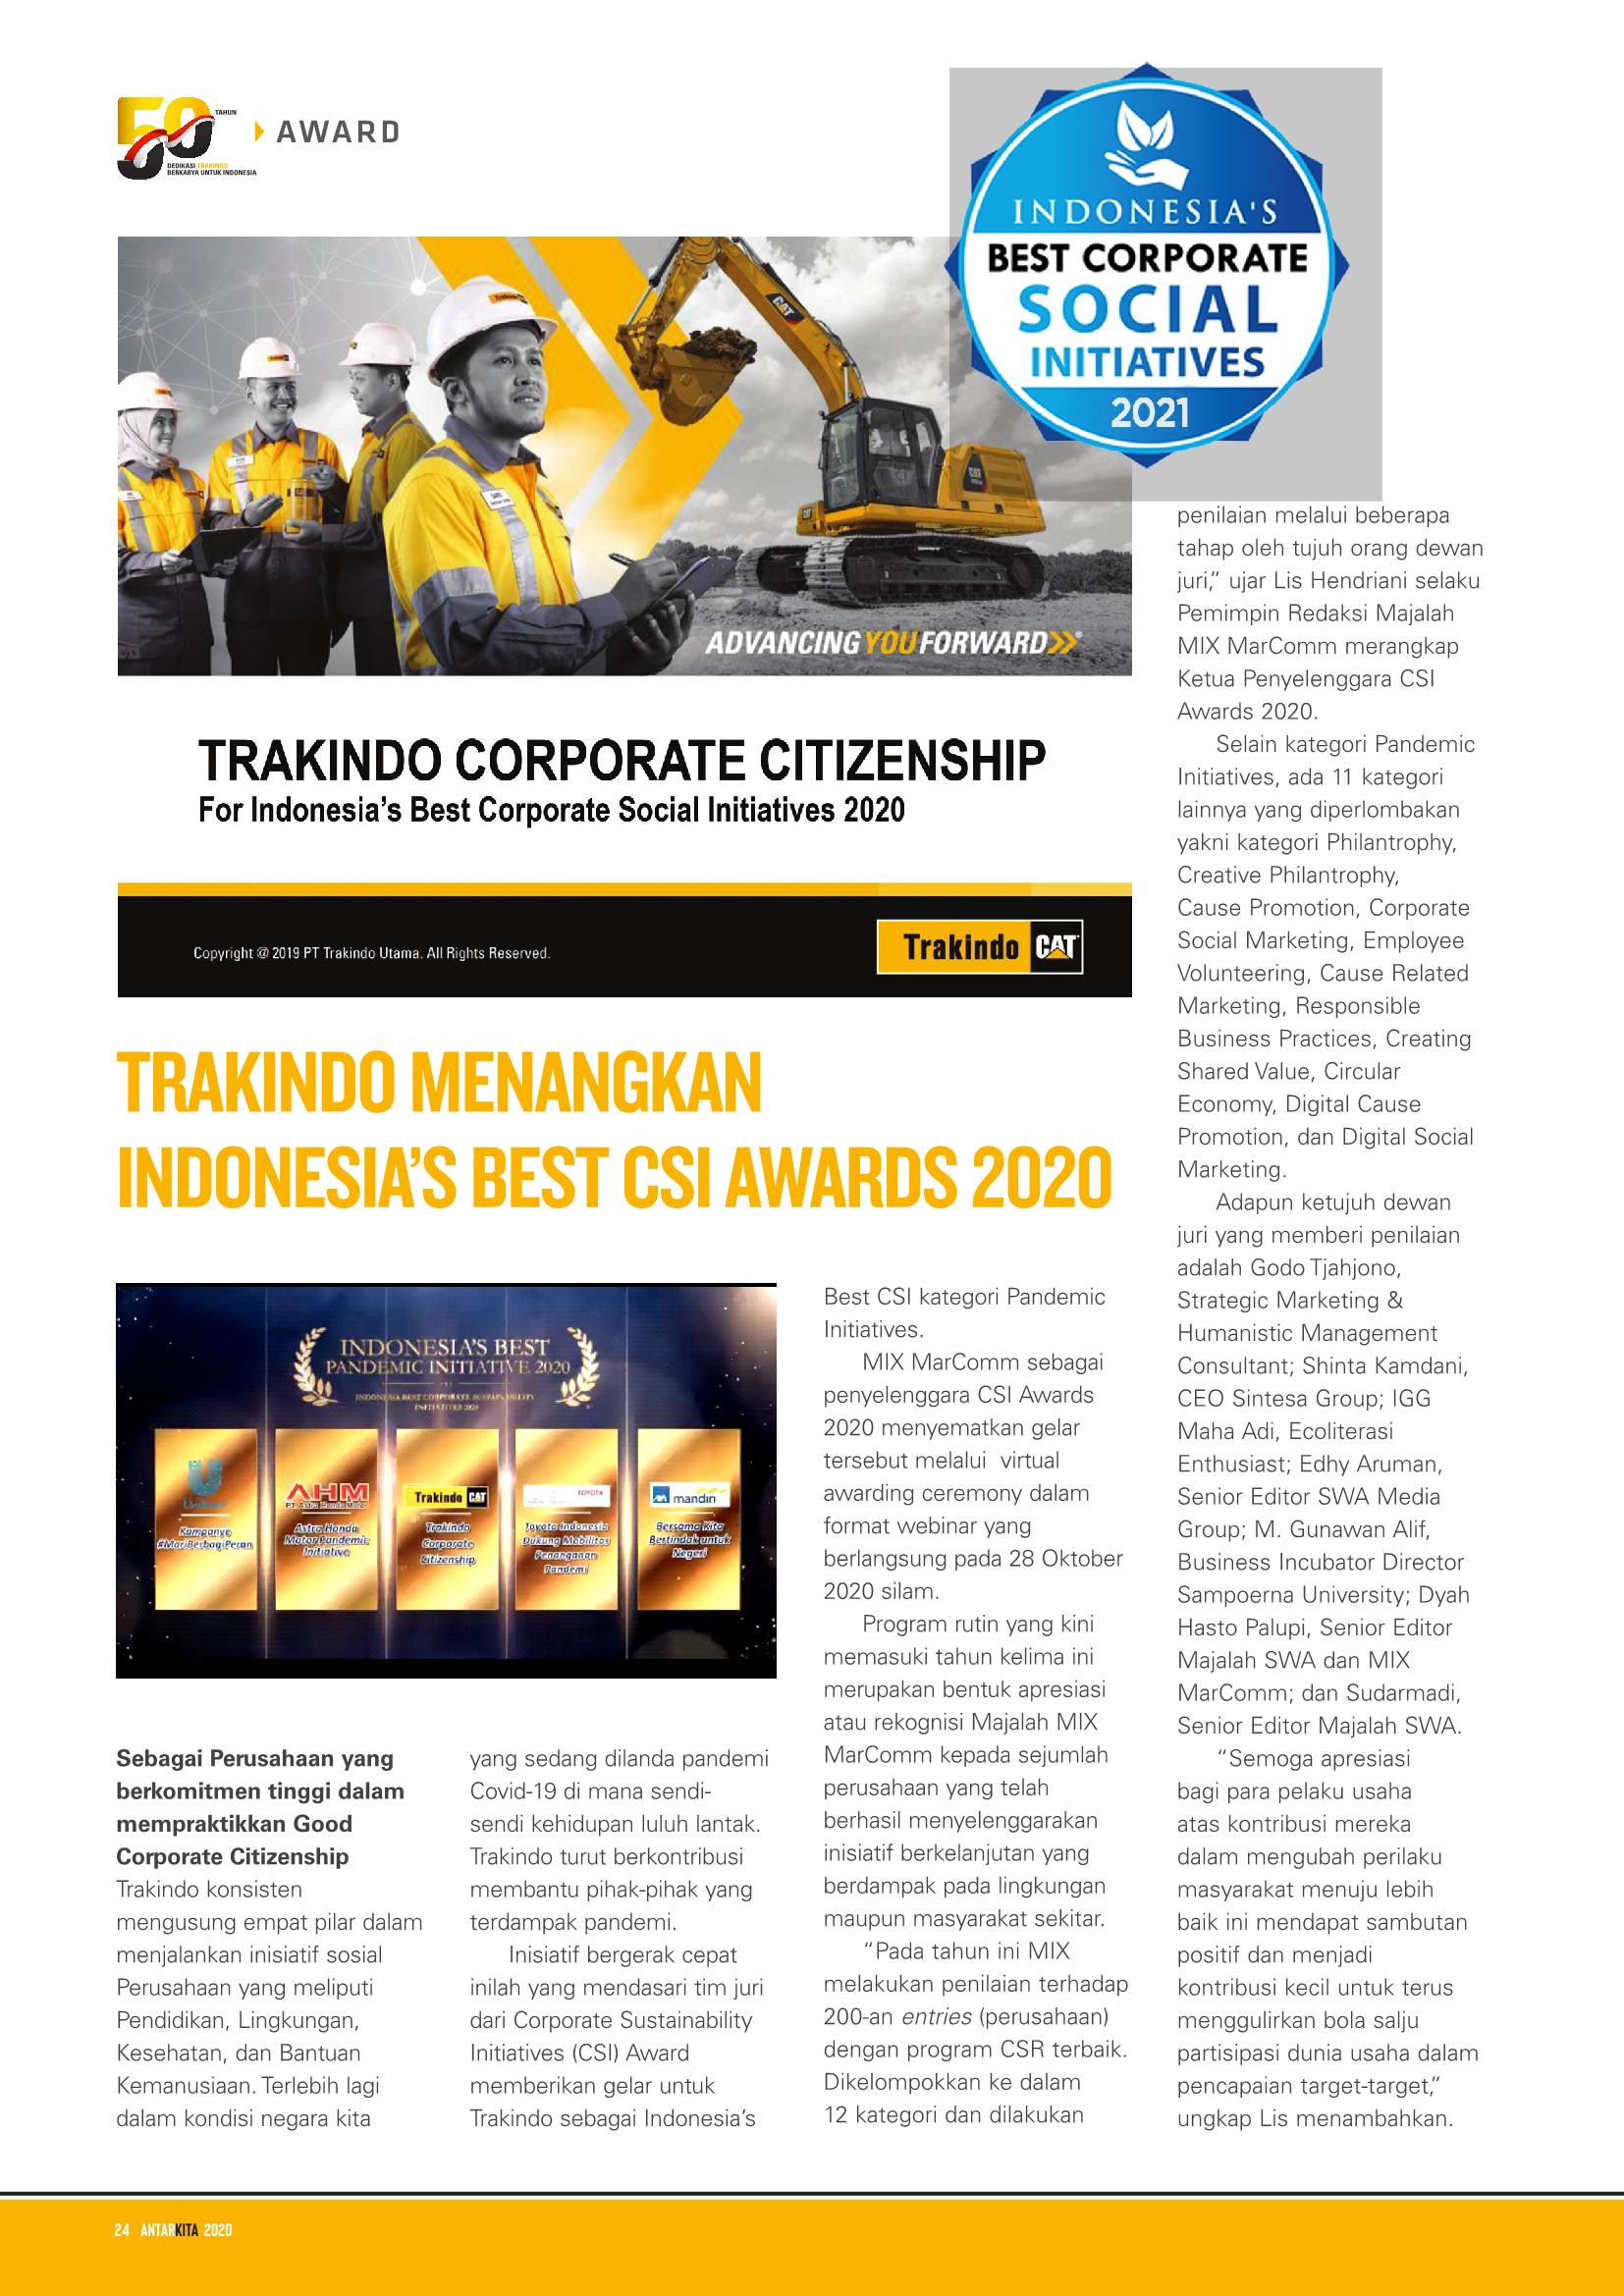 50 TAHUN
DEDIKASI TRAKINDO
BERKARYA UNTUK INDONESIA
AWARD
INDONESIA'S
BEST CORPORATE
SOCIAL
INITIATIVES
2021
Trakindo
CAT
CAT
ADVANCING YOU FORWARD
TRAKINDO CORPORATE CITIZENSHIP
For Indonesia's Best Corporate Social Initiatives 2020
Copyright @ 2019 PT Trakindo Utama. All Rights Reserved.
Trakindo CAT
TRAKINDO MENANGKAN
INDONESIA'S BEST CSI AWARDS 2020
INDONESIA'S BEST
PANDEMIC INITIATIVE 2020
INDONESIA BEST CORPORATE SUSTAINABILITY
INITIATIVES 2020
Unilever
Kampanye
#MariBerbagiPeran
AHM
PT Astra Honda Motor
Astra Honda
Motor Pandemic
Initiative
Trakindo CAT
Trakindo
Corporate
Citizenship
TOYOTA
Toyota Indonesia
Dukung Mobilitas
Penanganan
Pandemi
AXA mandiri
Bersama Kita
Bertindak untuk
Negeri
Sebagai Perusahaan yang
berkomitmen tinggi dalam
mempraktikkan Good
Corporate Citizenship
Trakindo konsisten
mengusung empat pilar dalam
menjalankan inisiatif sosial
Perusahaan yang meliputi
Pendidikan, Lingkungan,
Kesehatan, dan Bantuan
Kemanusiaan. Terlebih lagi
dalam kondisi negara kita
yang sedang dilanda pandemi
Covid-19 di mana sendi-
sendi kehidupan luluh lantak.
Trakindo turut berkontribusi
membantu pihak-pihak yang
terdampak pandemi.
Inisiatif bergerak cepat
inilah yang mendasari tim juri
dari Corporate Sustainability
Initiatives (CSI) Award
memberikan gelar untuk
Trakindo sebagai Indonesia's
Best CSI kategori Pandemic
Initiatives.
MIX MarComm sebagai
penyelenggara CSI Awards
2020 menyematkan gelar
tersebut melalui virtual
awarding ceremony dalam
format webinar yang
berlangsung pada 28 Oktober
2020 silam.
Program rutin yang kini
memasuki tahun kelima ini
merupakan bentuk apresiasi
atau rekognisi Majalah MIX
MarComm kepada sejumlah
perusahaan yang telah
berhasil menyelenggarakan
inisiatif berkelanjutan yang
berdampak pada lingkungan
maupun masyarakat sekitar.
"Pada tahun ini MIX
melakukan penilaian terhadap
200-an entries (perusahaan)
dengan program CSR terbaik.
Dikelompokkan ke dalam
12 kategori dan dilakukan
penilaian melalui beberapa
tahap oleh tujuh orang dewan
juri," ujar Lis Hendriani selaku
Pemimpin Redaksi Majalah
MIX MarComm merangkap
Ketua Penyelenggara CSI
Awards 2020.
Selain kategori Pandemic
Initiatives, ada 11 kategori
lainnya yang diperlombakan
yakni kategori Philantrophy,
Creative Philantrophy,
Cause Promotion, Corporate
Social Marketing, Employee
Volunteering, Cause Related
Marketing, Responsible
Business Practices, Creating
Shared Value, Circular
Economy, Digital Cause
Promotion, dan Digital Social
Marketing.
Adapun ketujuh dewan
juri yang memberi penilaian
adalah Godo Tjahjono,
Strategic Marketing &
Humanistic Management
Consultant; Shinta Kamdani,
CEO Sintesa Group; IGG
Maha Adi, Ecoliterasi
Enthusiast; Edhy Aruman,
Senior Editor SWA Media
Group; M. Gunawan Alif,
Business Incubator Director
Sampoerna University; Dyah
Hasto Palupi, Senior Editor
Majalah SWA dan MIX
MarComm; dan Sudarmadi,
Senior Editor Majalah SWA.
"Semoga apresiasi
bagi para pelaku usaha
atas kontribusi mereka
dalam mengubah perilaku
masyarakat menuju lebih
baik ini mendapat sambutan
positif dan menjadi
kontribusi kecil untuk terus
menggulirkan bola salju
partisipasi dunia usaha dalam
pencapaian target-target,"
ungkap Lis menambahkan.
24 ANTARKITA 2020